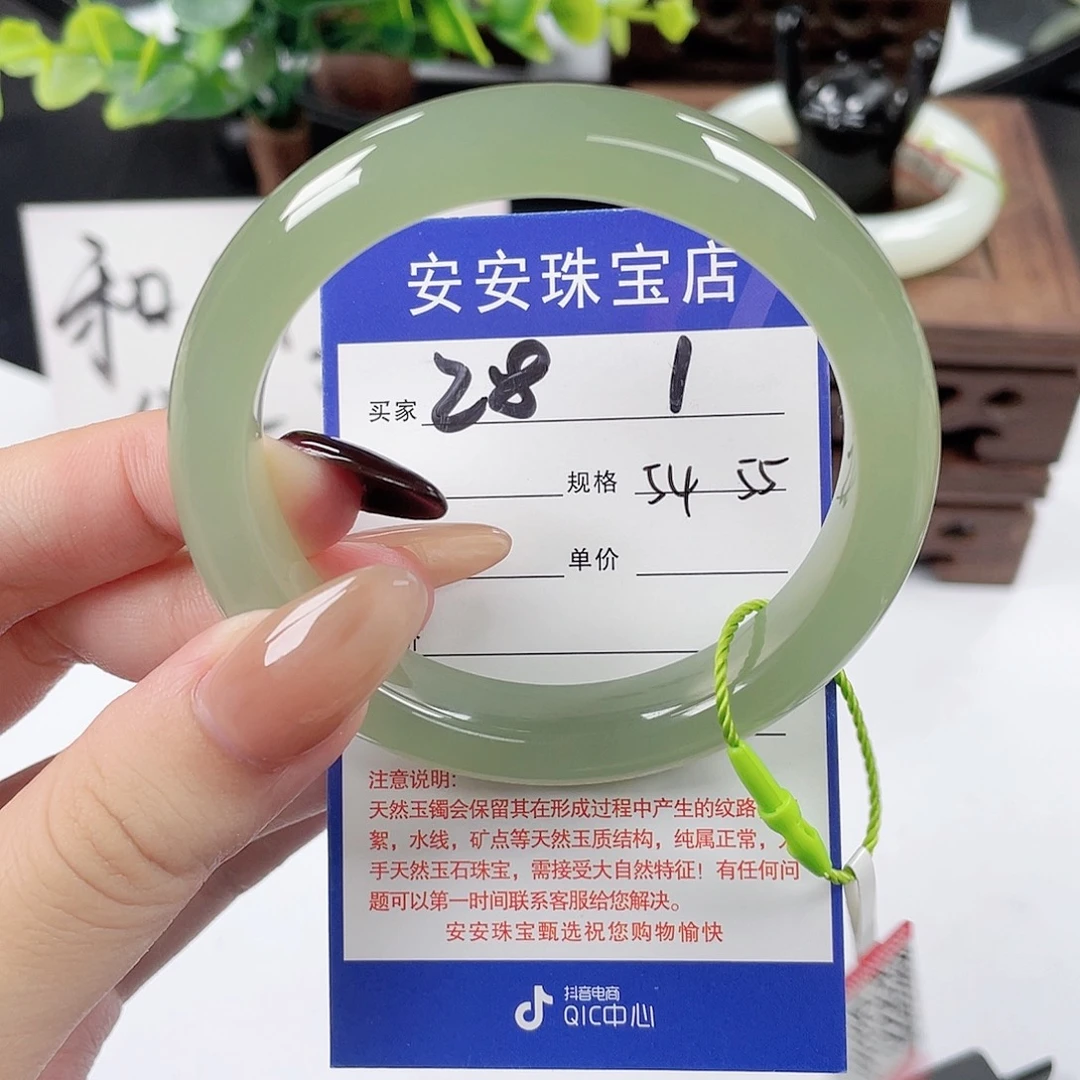 安安珠宝店
买家 28 1
规格 54 55
单价
注意说明:
天然玉镯会保留其在形成过程中产生的纹路
絮，水线，矿点等天然玉质结构，纯属正常，
手天然玉石珠宝，需接受大自然特征！有任何问
题可以第一时间联系客服给您解决。
安安珠宝甄选祝您购物愉快
抖音电商
QIC中心
和